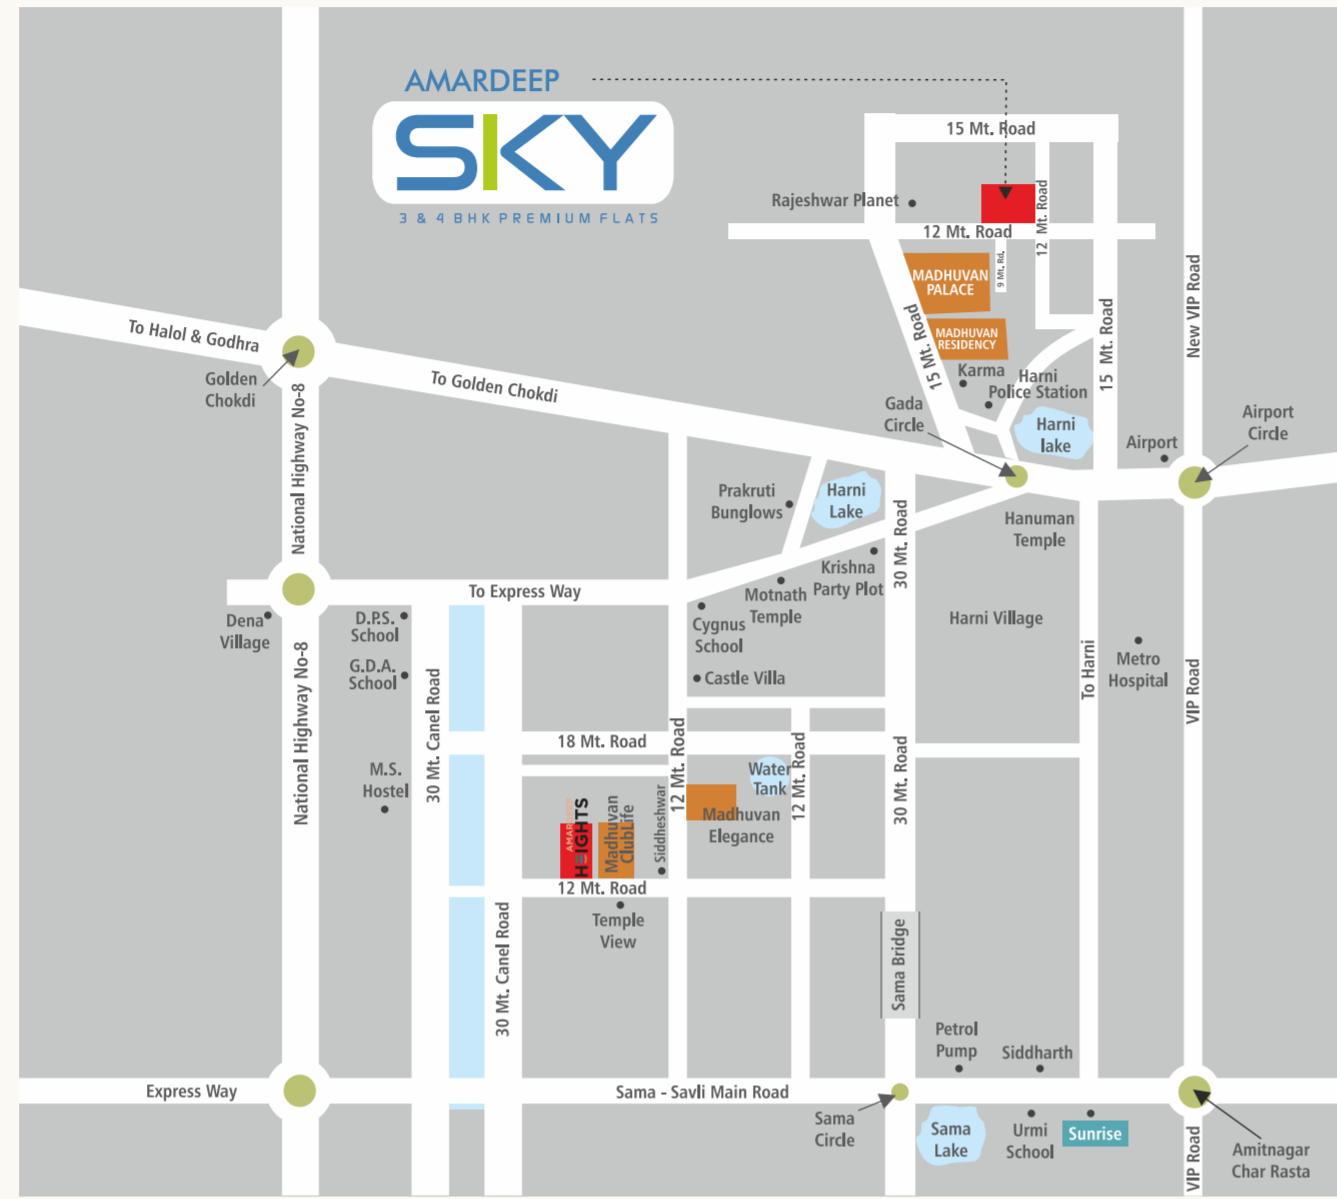 AMARDEEP
SKY
3 & 4 BHK PREMIUM FLATS
15 Mt. Road
Rajeshwar Planet
12 Mt. Road
12 Mt. Road
9 Mt. Rd.
MADHUVAN
PALACE
MADHUVAN
RESIDENCY
15 Mt. Road
15 Mt. Road
New VIP Road
To Halol & Godhra
Golden
Chokdi
To Golden Chokdi
National Highway No-8
Karma
Harni
Police Station
Gada
Circle
Harni
lake
Airport
Airport
Circle
Prakruti
Bunglows
Harni
Lake
30 Mt. Road
Hanuman
Temple
Krishna
Party Plot
Motnath
Temple
To Express Way
Dena
Village
D.P.S.
School
G.D.A.
School
Cygnus
School
Castle Villa
Harni Village
To Harni
Metro
Hospital
VIP Road
National Highway No-8
30 Mt. Canel Road
M.S.
Hostel
18 Mt. Road
12 Mt. Road
Water
Tank
12 Mt. Road
30 Mt. Road
AMARDEEP
HEIGHTS
Madhuvan
ClubLife
Siddheshwar
Madhuvan
Elegance
12 Mt. Road
Temple
View
30 Mt. Canel Road
Sama Bridge
Petrol
Pump
Siddharth
Express Way
Sama - Savli Main Road
Sama
Circle
Sama
Lake
Urmi
School
Sunrise
VIP Road
Amitnagar
Char Rasta